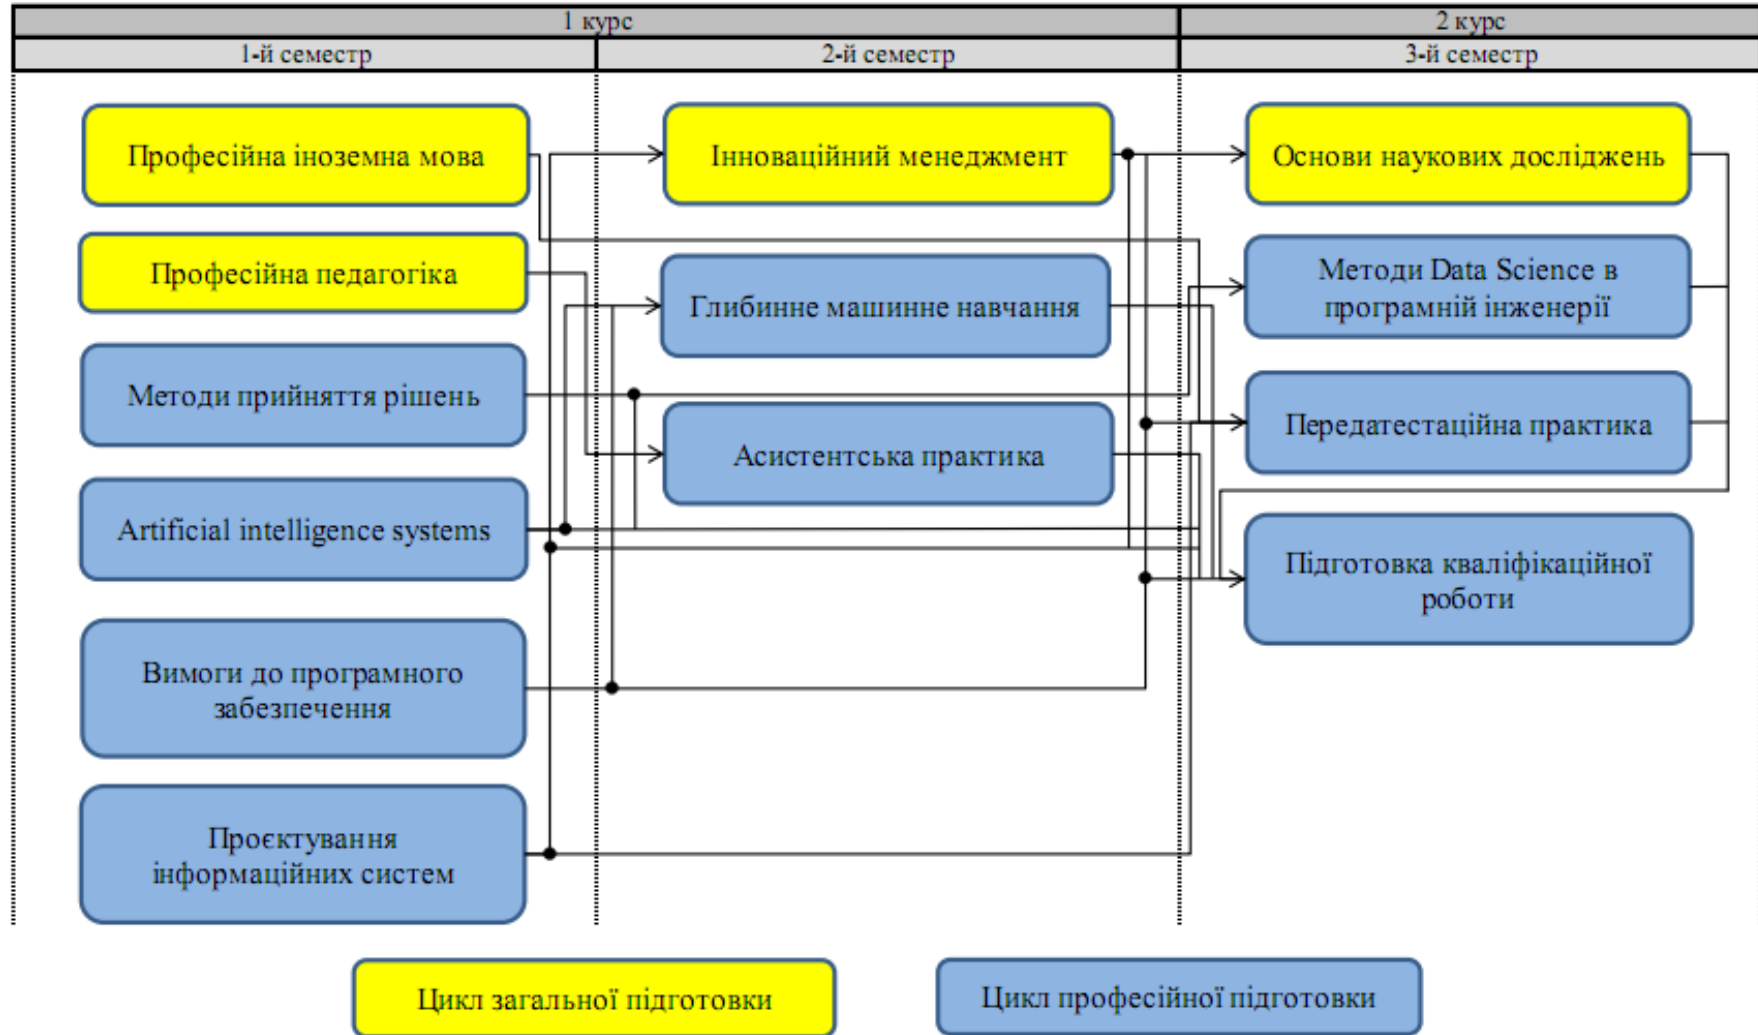 1 курс
2 курс
1-й семестр
2-й семестр
3-й семестр
Професійна іноземна мова
Інноваційний менеджмент
Основи наукових досліджень
Професійна педагогіка
Глибинне машинне навчання
Методи Data Science в
програмній інженерії
Методи прийняття рішень
Асистентська практика
Передатестаційна практика
Artificial intelligence systems
Підготовка кваліфікаційної
роботи
Вимоги до програмного
забезпечення
Проєктування
інформаційних систем
Цикл загальної підготовки
Цикл професійної підготовки